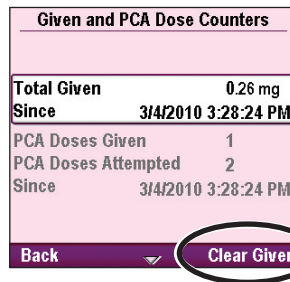 Given and PCA Dose Counters
Total Given 0.26 mg
Since 3/4/2010 3:28:24 PM
PCA Doses Given 1
PCA Doses Attempted 2
Since 3/4/2010 3:28:24 PM
Back Clear Given